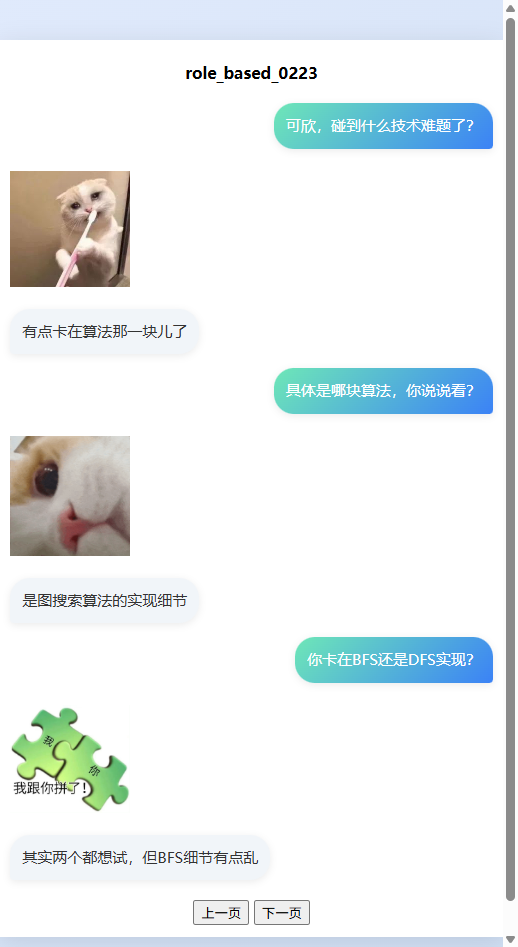 role_based_0223
可欣，碰到什么技术难题了？
有点卡在算法那一块儿了
具体是哪块算法，你说说看？
是图搜索算法的实现细节
你卡在BFS还是DFS实现？
我
你
我跟你拼了！
其实两个都想试，但BFS细节有点乱
上一页 下一页